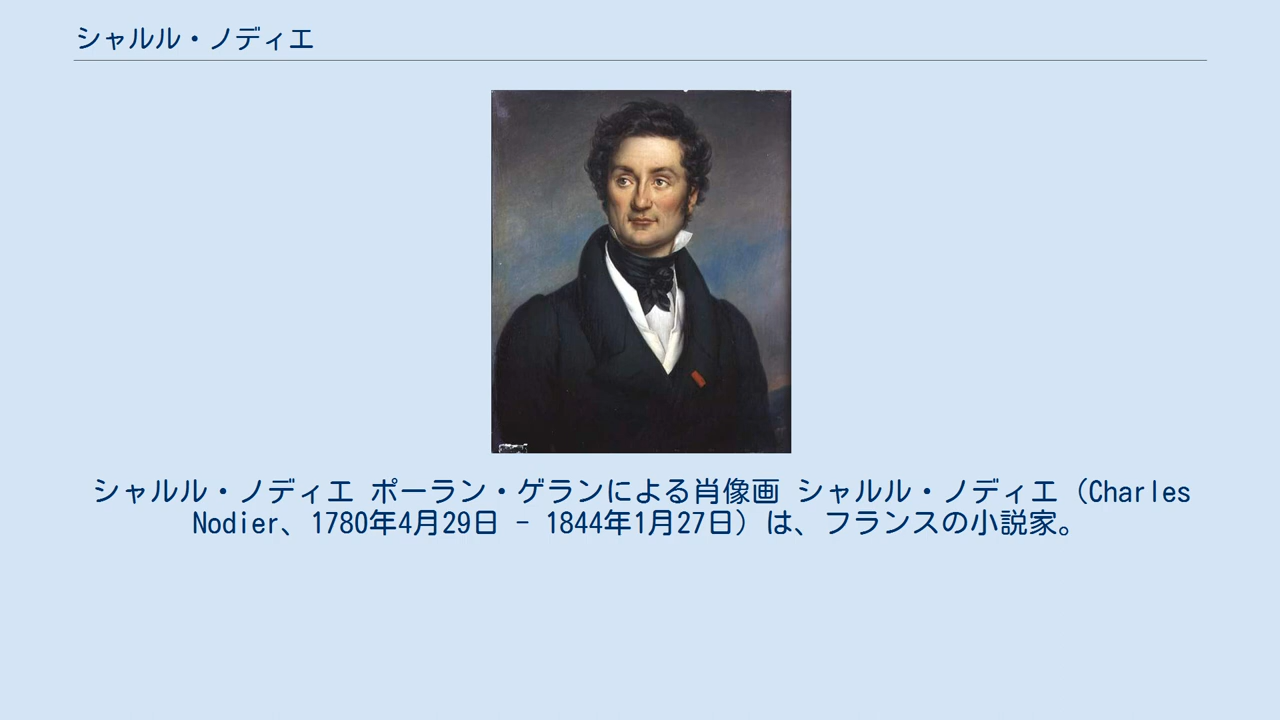 シャルル・ノディエ
シャルル・ノディエ ポーラン・ゲランによる肖像画 シャルル・ノディエ（Charles
Nodier、1780年4月29日 - 1844年1月27日）は、フランスの小説家。